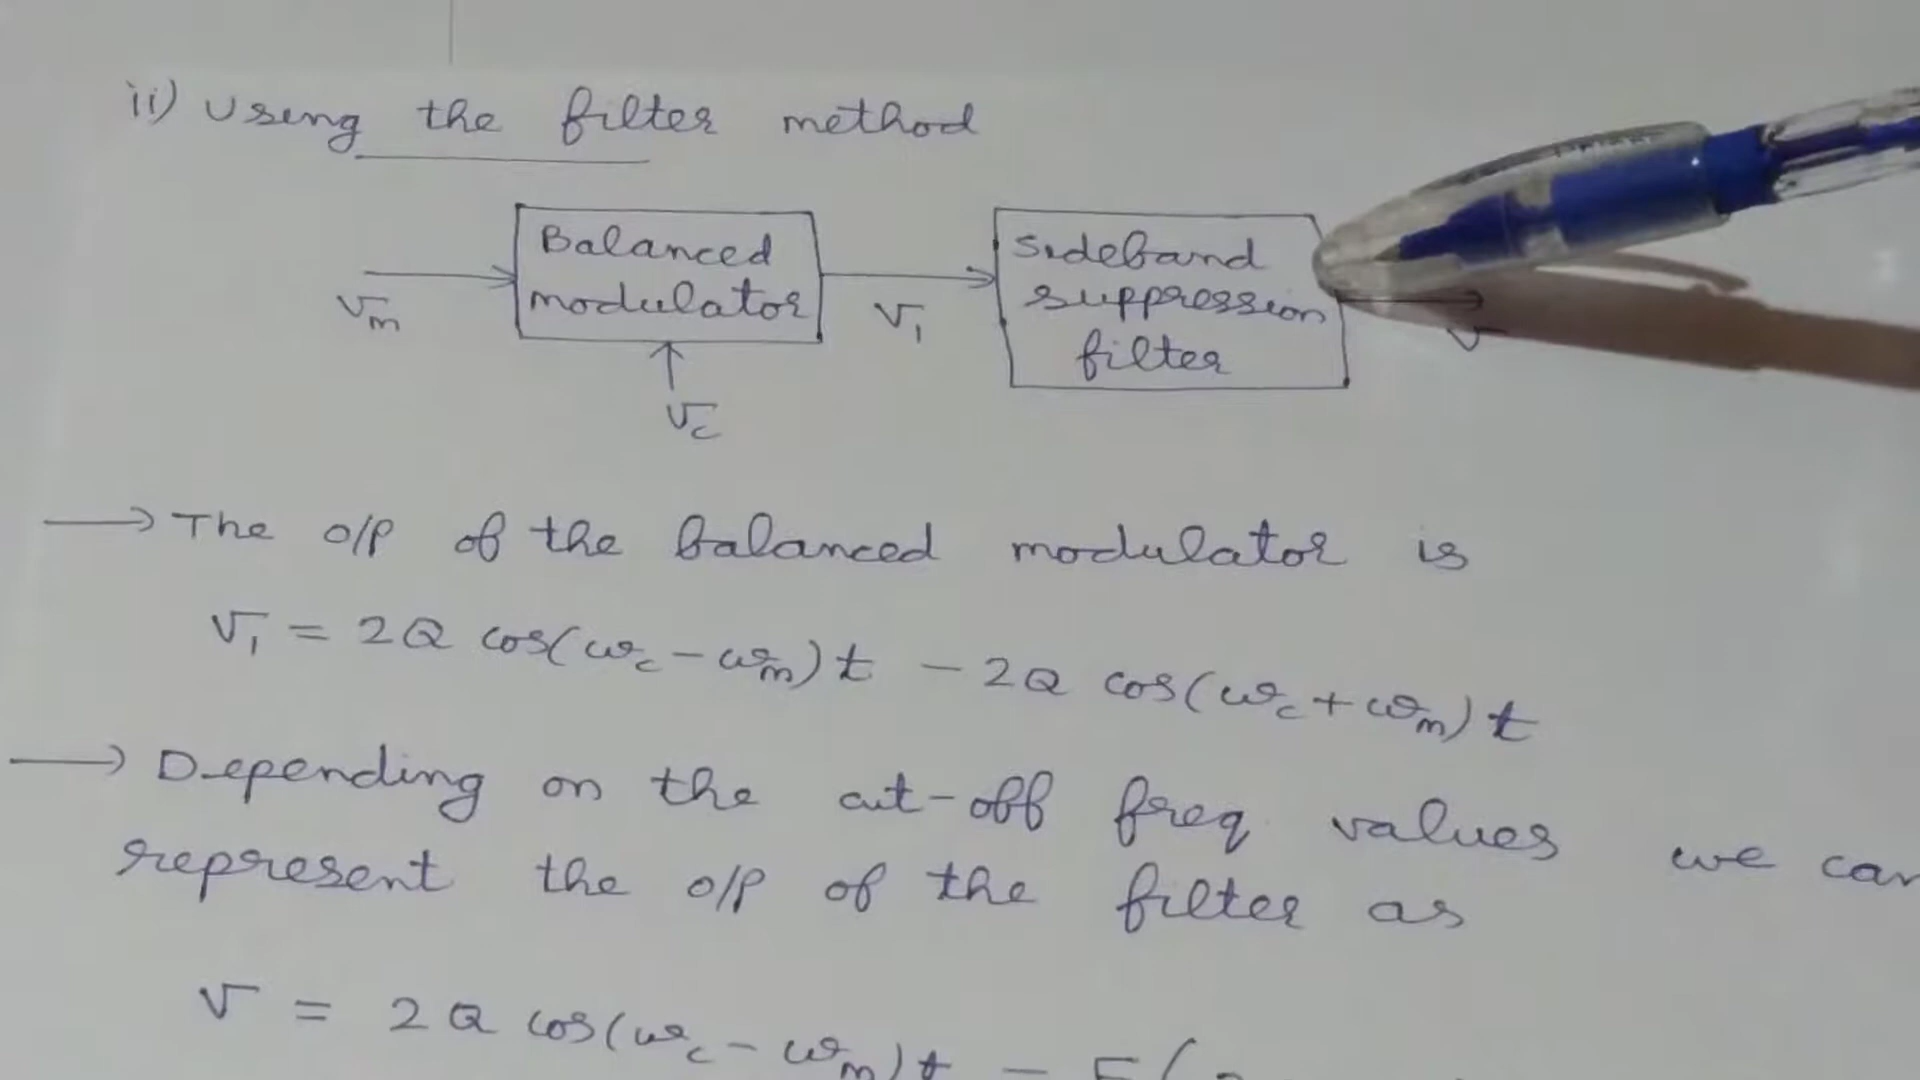 ii) Using the filter method
Balanced modulator
Sideband suppression filter
Vm
V1
V
Vc
→ The o/p of the balanced modulator is
V1 = 2Q cos(ωc - ωm)t - 2Q cos(ωc + ωm)t
→ Depending on the cut-off freq. values we can
represent the o/p of the filter as
V = 2Q cos(ωc - ωm)t -